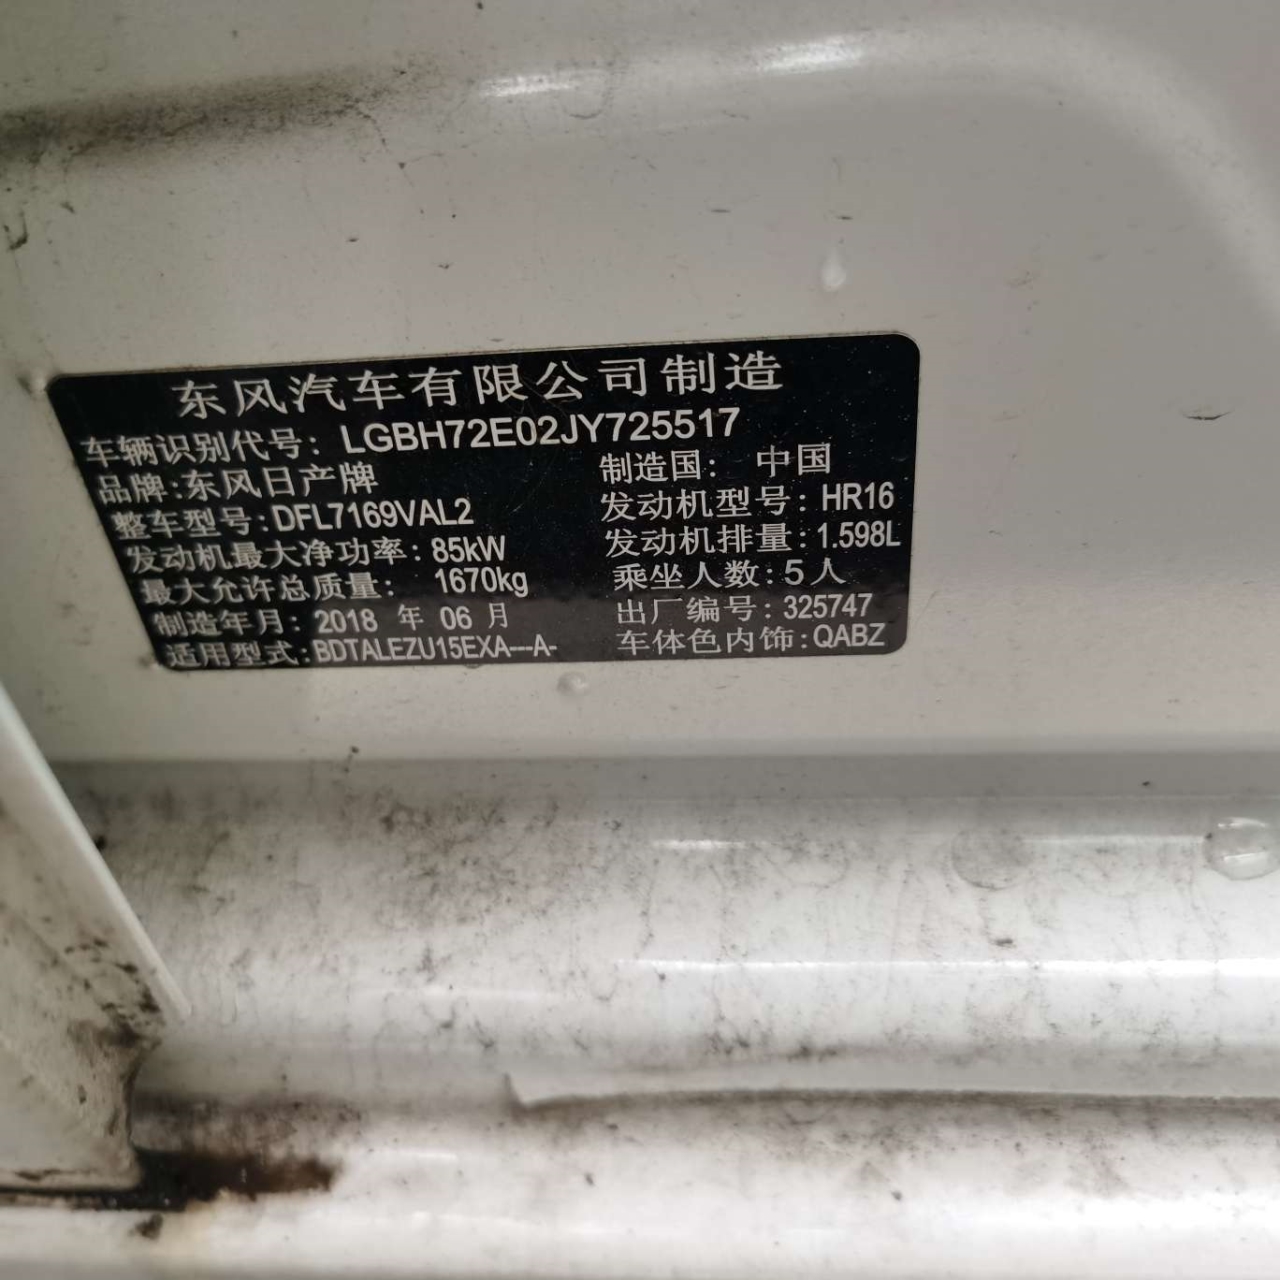 东风汽车有限公司制造
车辆识别代号：LGBH72E02JY725517
品牌：东风日产牌 制造国： 中国
整车型号：DFL7169VAL2 发动机型号：HR16
发动机最大净功率：85kW 发动机排量：1.598L
最大允许总质量： 1670kg 乘坐人数：5人
制造年月：2018 年 06 月 出厂编号：325747
适用型式：BDTALEZU15EXA---A- 车体色内饰：QABZ